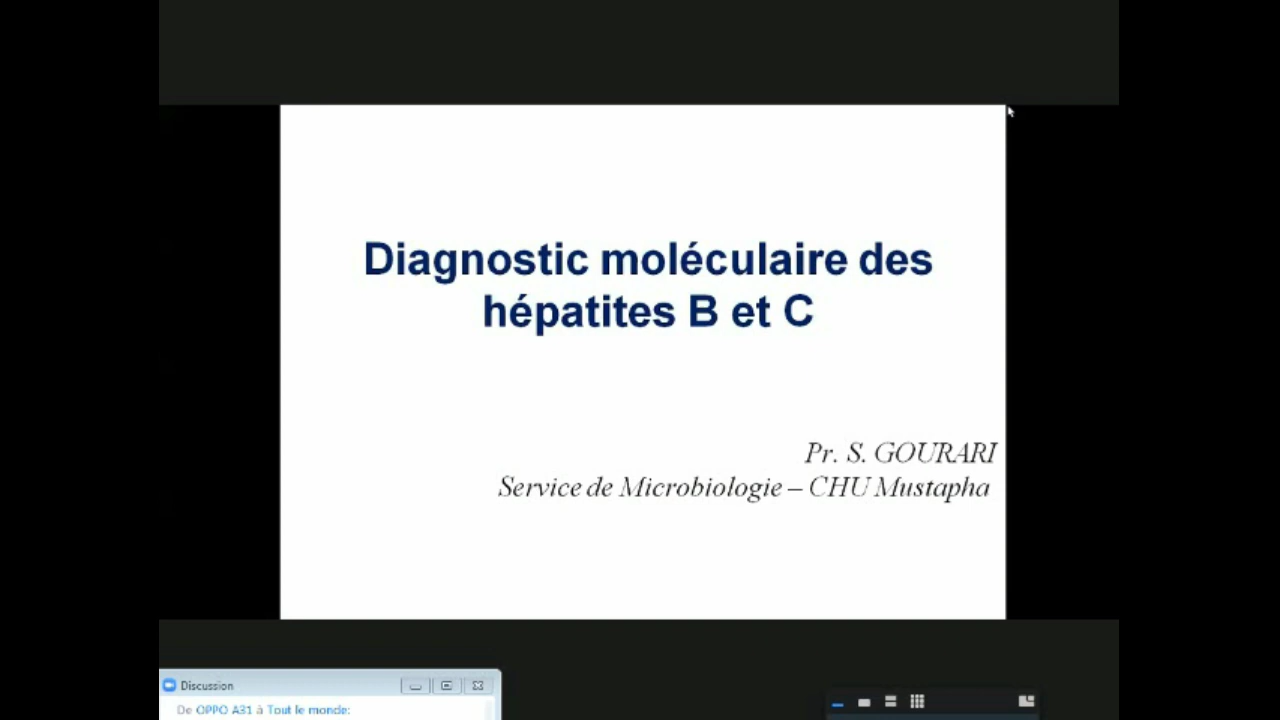 Diagnostic moléculaire des
hépatites B et C
Pr. S. GOURARI
Service de Microbiologie – CHU Mustapha
Discussion
De OPPO A31 à Tout le monde: